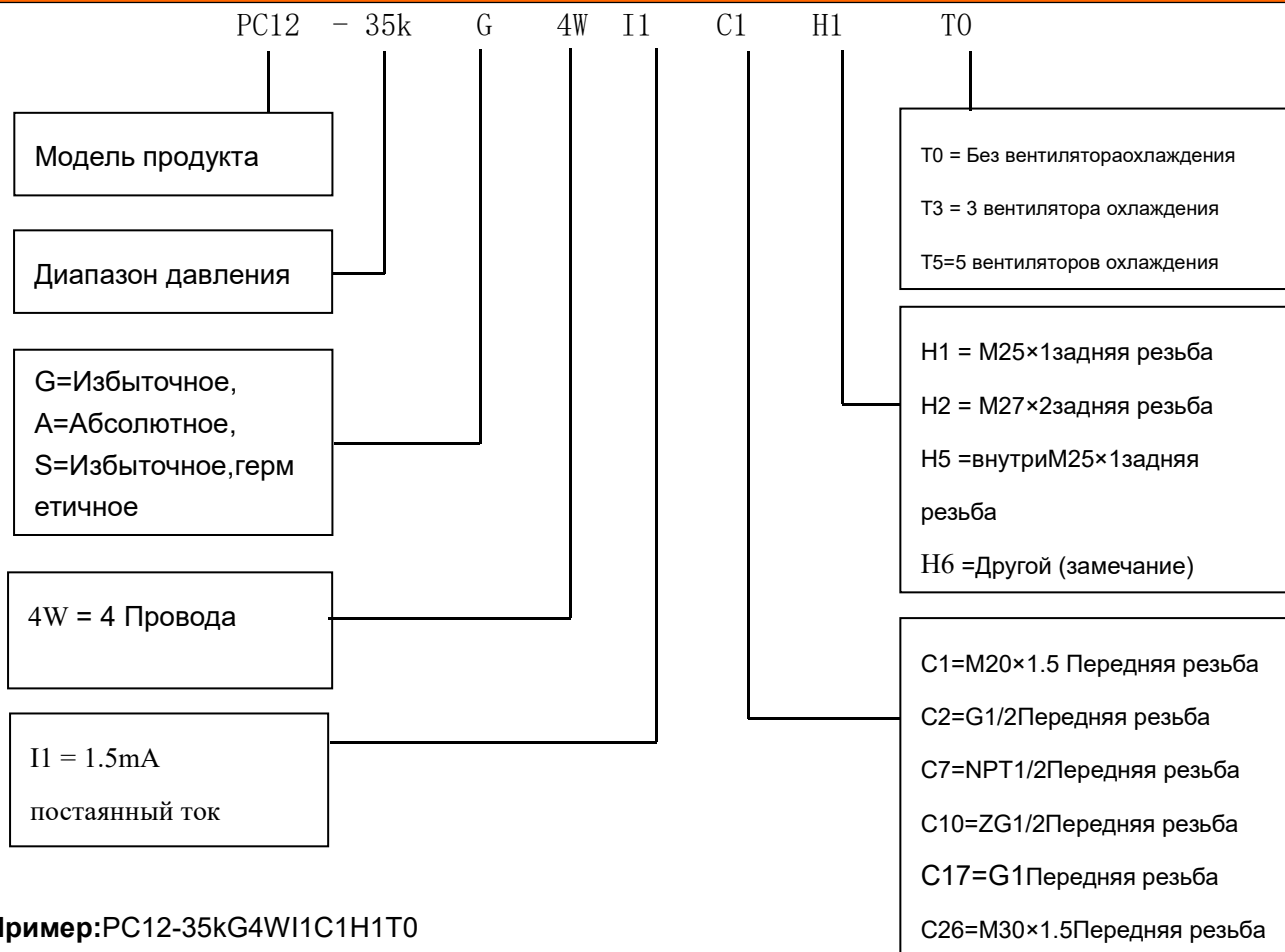 PC12 - 35k G 4W I1 C1 H1 T0
Модель продукта
Диапазон давления
G=Избыточное,
А=Абсолютное,
S=Избыточное,герм
етичное
4W = 4 Провода
I1 = 1.5mA
постаянный ток
T0 = Без вентилятораохлаждения
T3 = 3 вентилятора охлаждения
T5=5 вентиляторов охлаждения
H1 = M25×1задняя резьба
H2 = M27×2задняя резьба
H5 =внутриM25×1задняя
резьба
H6 =Другой (замечание)
C1=M20×1.5 Передняя резьба
C2=G1/2Передняя резьба
C7=NPT1/2Передняя резьба
C10=ZG1/2Передняя резьба
C17=G1Передняя резьба
C26=M30×1.5Передняя резьба
Пример:PC12-35kG4WI1C1H1T0